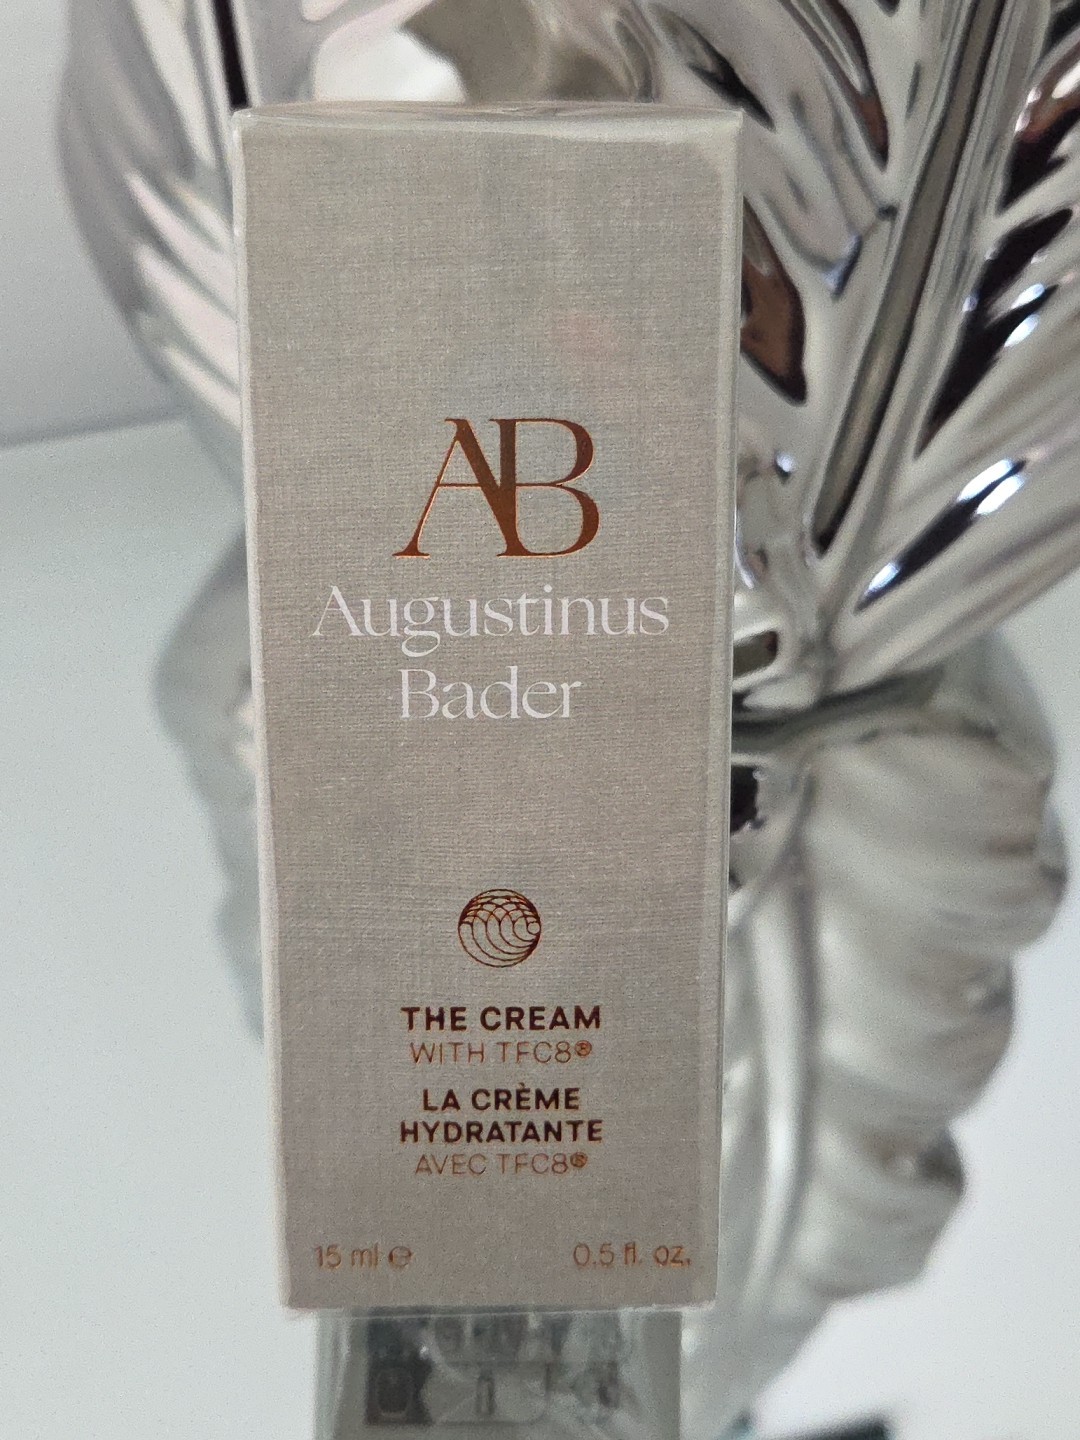 AB
Augustinus
Bader
THE CREAM
WITH TFC8®
LA CRÈME
HYDRATANTE
AVEC TFC8®
15 ml ℮ 0.5 fl. oz.